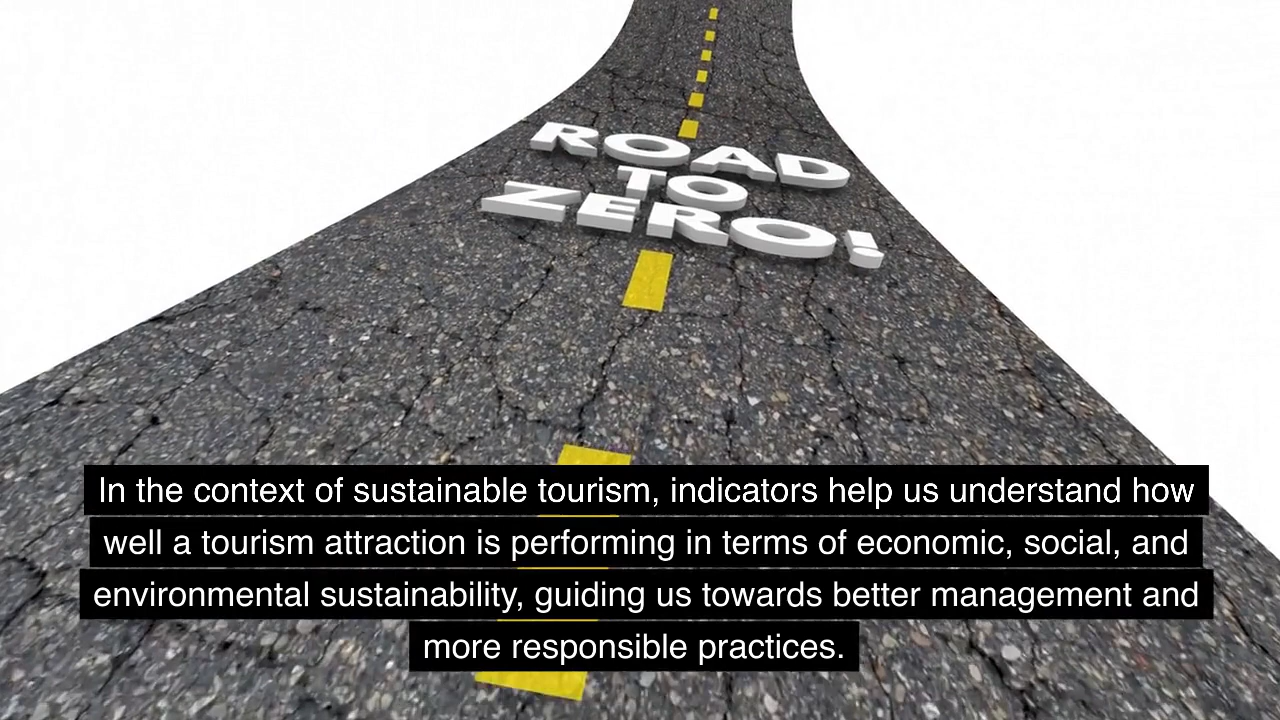 ROAD
TO
ZERO!
In the context of sustainable tourism, indicators help us understand how
well a tourism attraction is performing in terms of economic, social, and
environmental sustainability, guiding us towards better management and
more responsible practices.